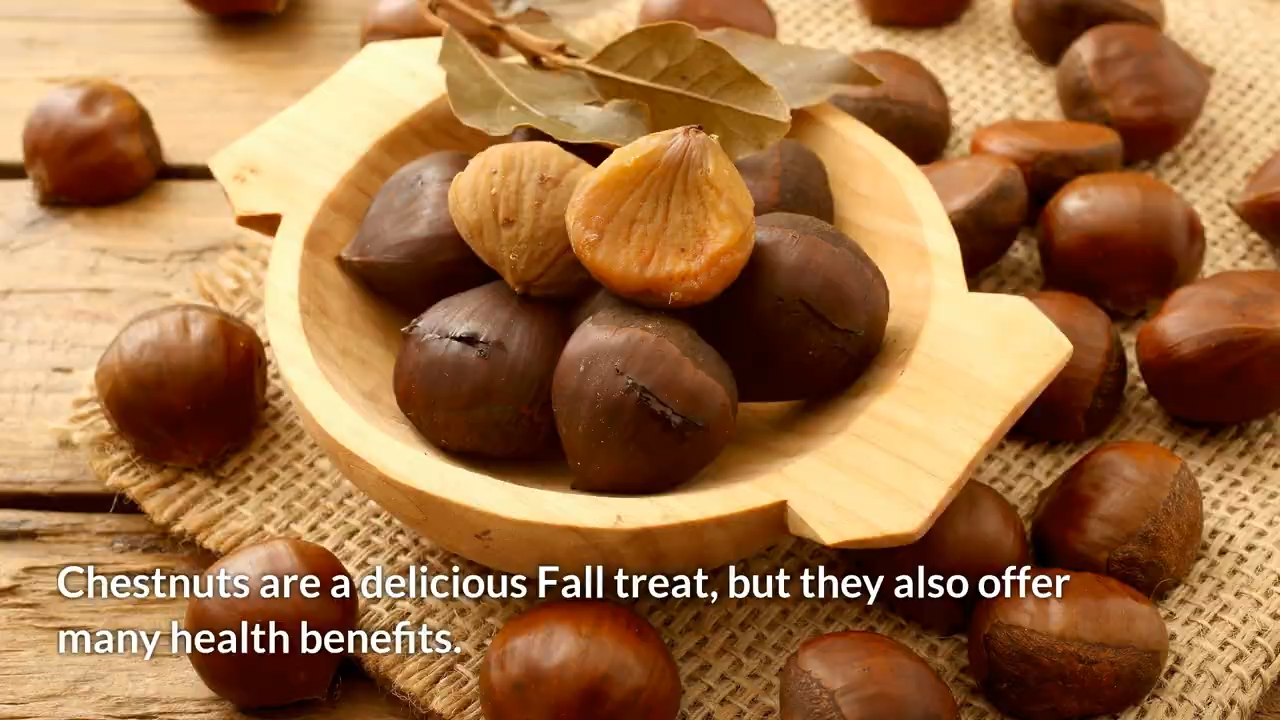 Chestnuts are a delicious Fall treat, but they also offer
many health benefits.